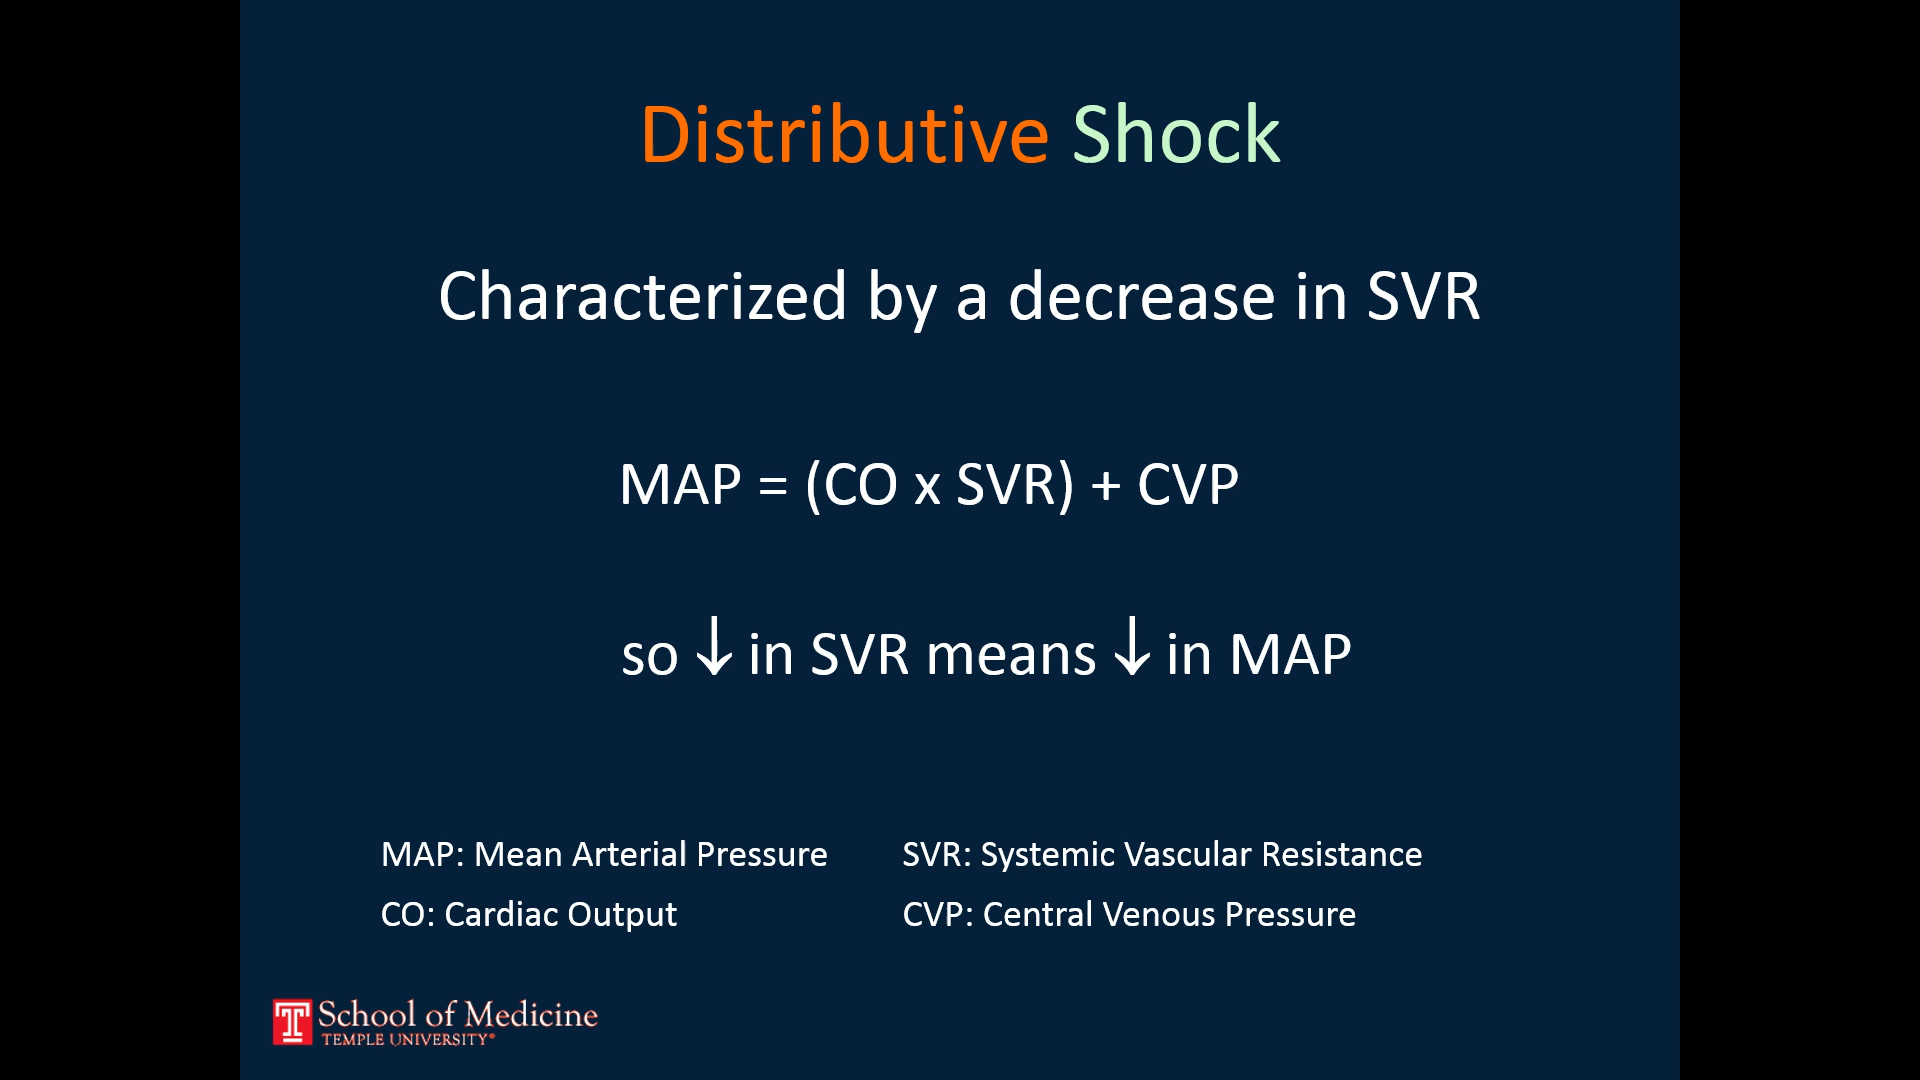 Distributive Shock
Characterized by a decrease in SVR
MAP = (CO x SVR) + CVP
so ↓ in SVR means ↓ in MAP
MAP: Mean Arterial Pressure
SVR: Systemic Vascular Resistance
CO: Cardiac Output
CVP: Central Venous Pressure
T School of Medicine
TEMPLE UNIVERSITY®